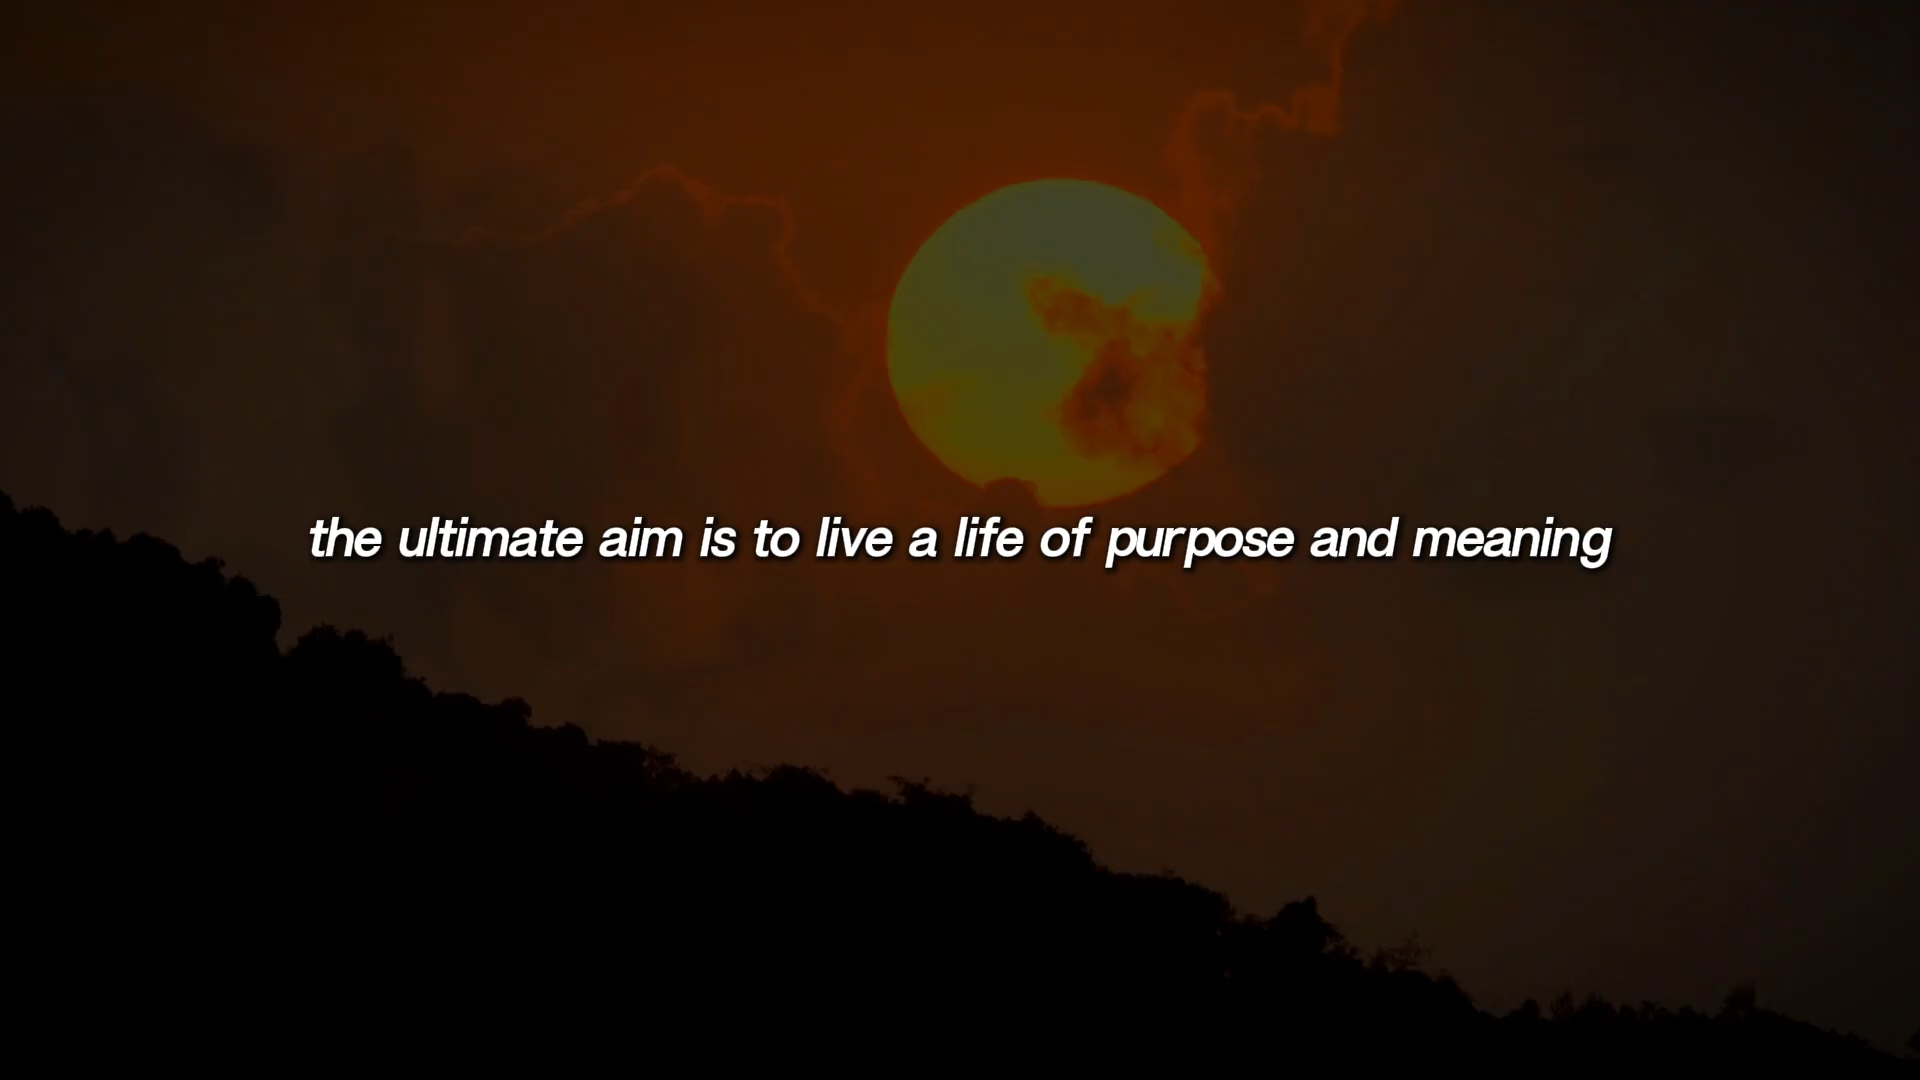 the ultimate aim is to live a life of purpose and meaning